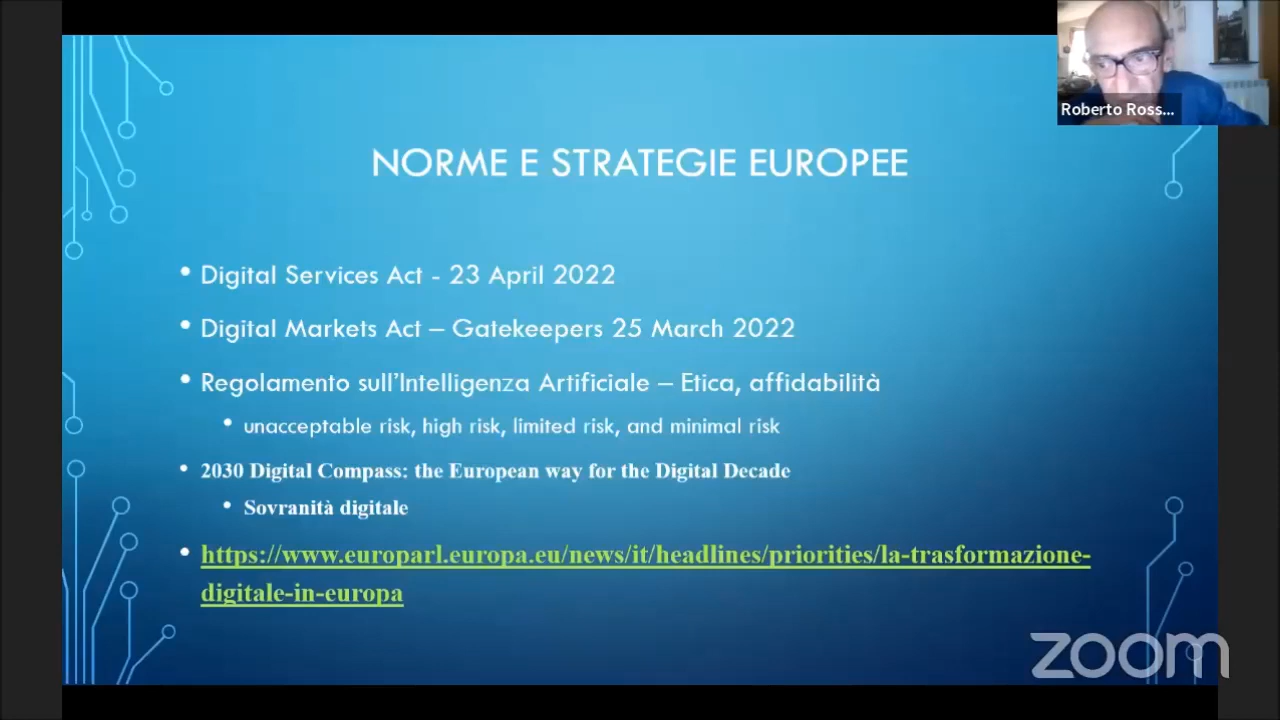 Roberto Ross...
NORME E STRATEGIE EUROPEE
• Digital Services Act - 23 April 2022
• Digital Markets Act – Gatekeepers 25 March 2022
• Regolamento sull'Intelligenza Artificiale – Etica, affidabilità
• unacceptable risk, high risk, limited risk, and minimal risk
• 2030 Digital Compass: the European way for the Digital Decade
• Sovranità digitale
• https://www.europarl.europa.eu/news/it/headlines/priorities/la-trasformazione-
digitale-in-europa
zoom